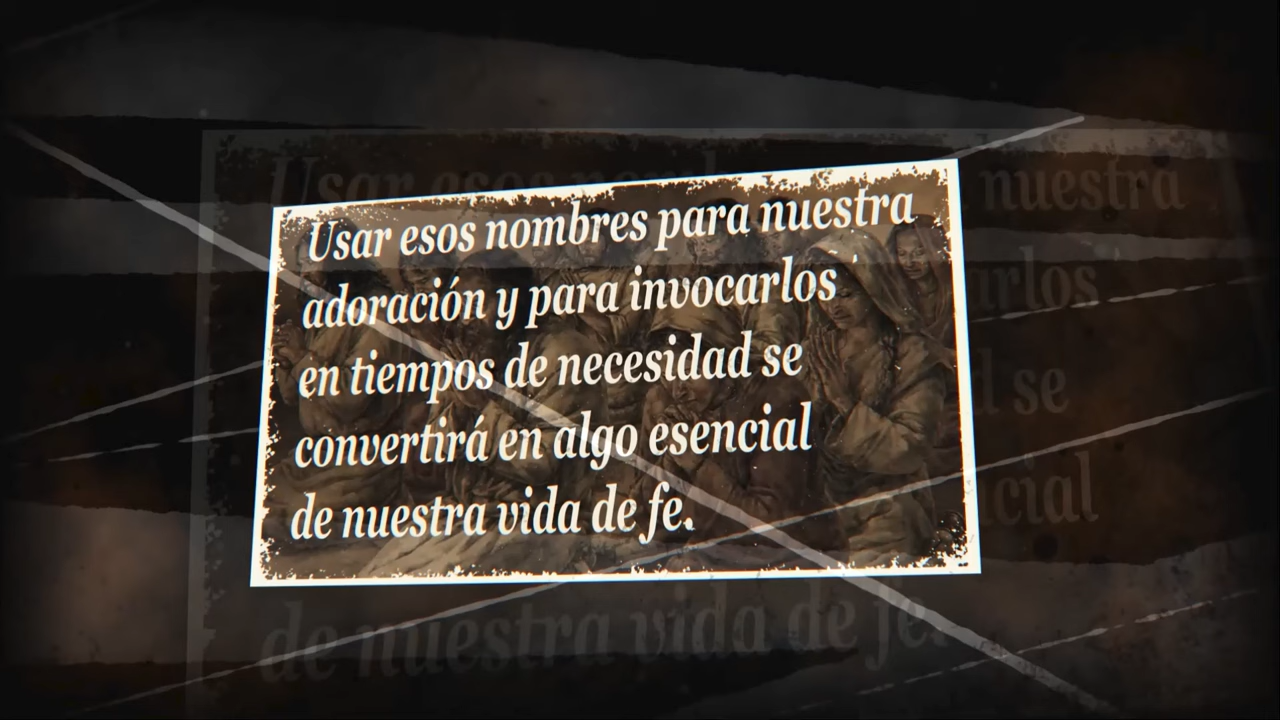 Usar esos nombres para nuestra
adoración y para invocarlos
en tiempos de necesidad se
convertirá en algo esencial
de nuestra vida de fe.